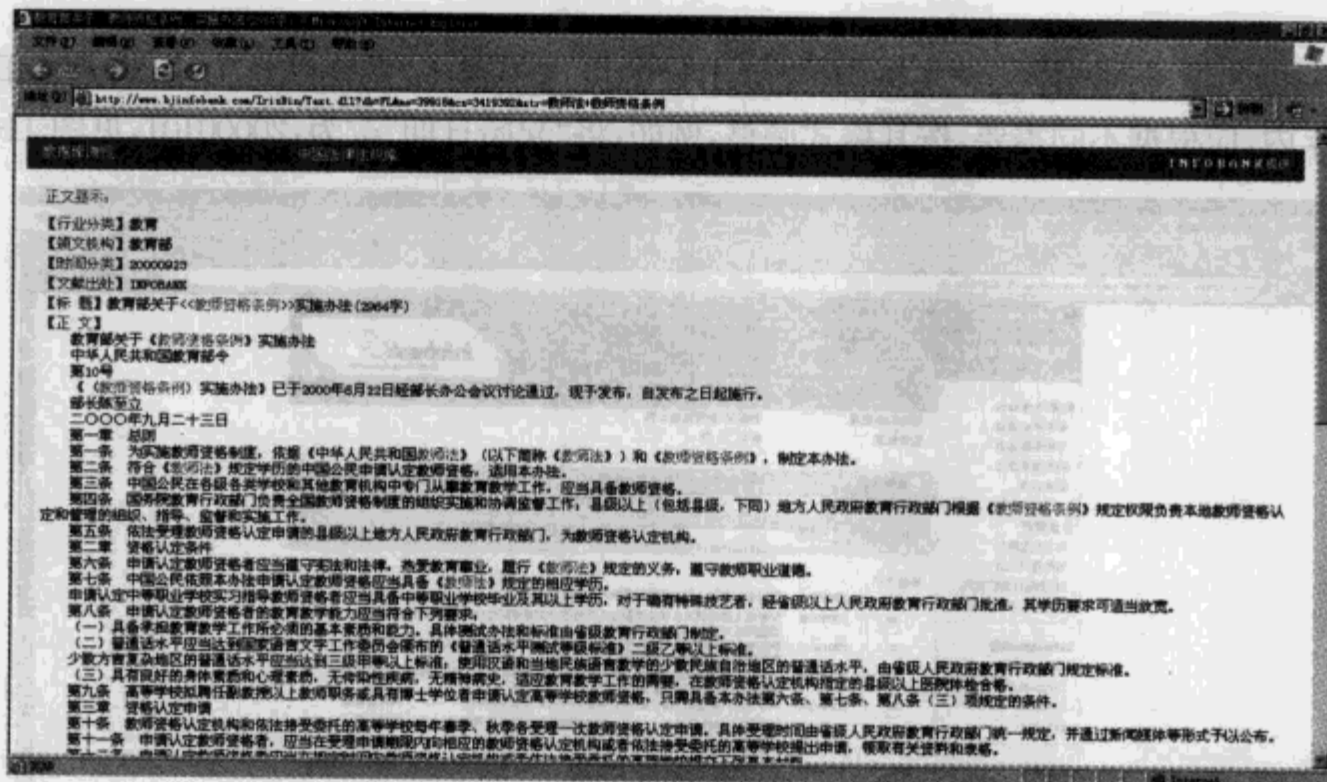 文件(F) 编辑(E) 查看(V) 收藏(A) 工具(T) 帮助(H)
http://www.bjinfobank.com/IrisBin/Text.dll?db=FL&no=39918&cs=3419392&str=教师法+教师资格条例
INFOBANK
正文显示:
【行业分类】教育
【颁文机构】教育部
【时间分类】20000923
【文献出处】INFOBANK
【标 题】教育部关于<<教师资格条例>>实施办法(2964字)
【正 文】
教育部关于《教师资格条例》实施办法
中华人民共和国教育部令
第10号
《〈教师资格条例〉实施办法》已于2000年6月22日经部长办公会议讨论通过，现予发布，自发布之日起施行。
部长陈至立
二〇〇〇年九月二十三日
第一章 总则
第一条 为实施教师资格制度，依据《中华人民共和国教师法》（以下简称《教师法》）和《教师资格条例》，制定本办法。
第二条 符合《教师法》规定学历的中国公民申请认定教师资格，适用本办法。
第三条 中国公民在各级各类学校和其他教育机构中专门从事教育教学工作，应当具备教师资格。
第四条 国务院教育行政部门负责全国教师资格制度的组织实施和协调监督工作；县级以上（包括县级，下同）地方人民政府教育行政部门根据《教师资格条例》规定权限负责本地教师资格认
定和管理的组织、指导、监督和实施工作。
第五条 依法受理教师资格认定申请的县级以上地方人民政府教育行政部门，为教师资格认定机构。
第二章 资格认定条件
第六条 申请认定教师资格者应当遵守宪法和法律，热爱教育事业，履行《教师法》规定的义务，遵守教师职业道德。
第七条 中国公民依照本办法申请认定教师资格应当具备《教师法》规定的相应学历。
申请认定中等职业学校实习指导教师资格者应当具备中等职业学校毕业及其以上学历，对于确有特殊技艺者，经省级以上人民政府教育行政部门批准，其学历要求可适当放宽。
第八条 申请认定教师资格者的教育教学能力应当符合下列要求。
（一）具备承担教育教学工作所必须的基本素质和能力。具体测试办法和标准由省级教育行政部门制定。
（二）普通话水平应当达到国家语言文字工作委员会颁布的《普通话水平测试等级标准》二级乙等以上标准。
少数方言复杂地区的普通话水平应当达到三级甲等以上标准；使用汉语和当地民族语言教学的少数民族自治地区的普通话水平，由省级人民政府教育行政部门规定标准。
（三）具有良好的身体素质和心理素质，无传染性疾病，无精神病史，适应教育教学工作的需要，在教师资格认定机构指定的县级以上医院体检合格。
第九条 高等学校拟聘任副教授以上教师职务或具有博士学位者申请认定高等学校教师资格，只需具备本办法第六条、第七条、第八条（三）项规定的条件。
第三章 资格认定申请
第十条 教师资格认定机构和依法接受委托的高等学校每年春季、秋季各受理一次教师资格认定申请。具体受理时间由省级人民政府教育行政部门统一规定，并通过新闻媒体等形式予以公布。
第十一条 申请认定教师资格者，应当在受理申请期限内向相应的教师资格认定机构或者依法接受委托的高等学校提出申请，领取有关资料和表格。